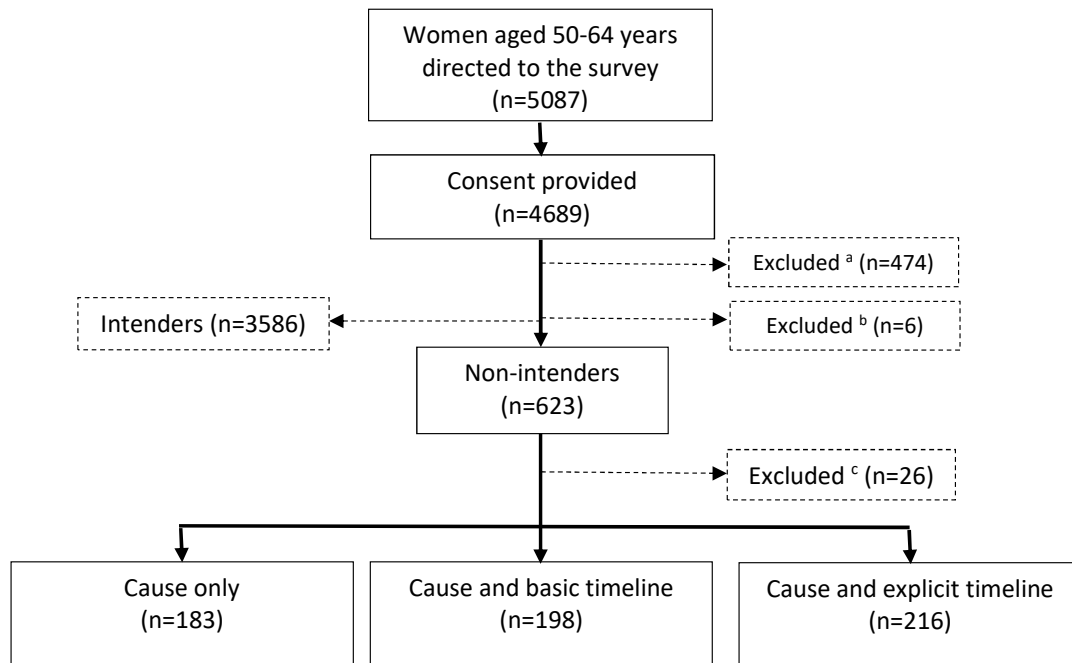 Women aged 50-64 years
directed to the survey
(n=5087)
Consent provided
(n=4689)
Excluded ᵃ (n=474)
Intenders (n=3586)
Excluded ᵇ (n=6)
Non-intenders
(n=623)
Excluded ᶜ (n=26)
Cause only
(n=183)
Cause and basic timeline
(n=198)
Cause and explicit timeline
(n=216)